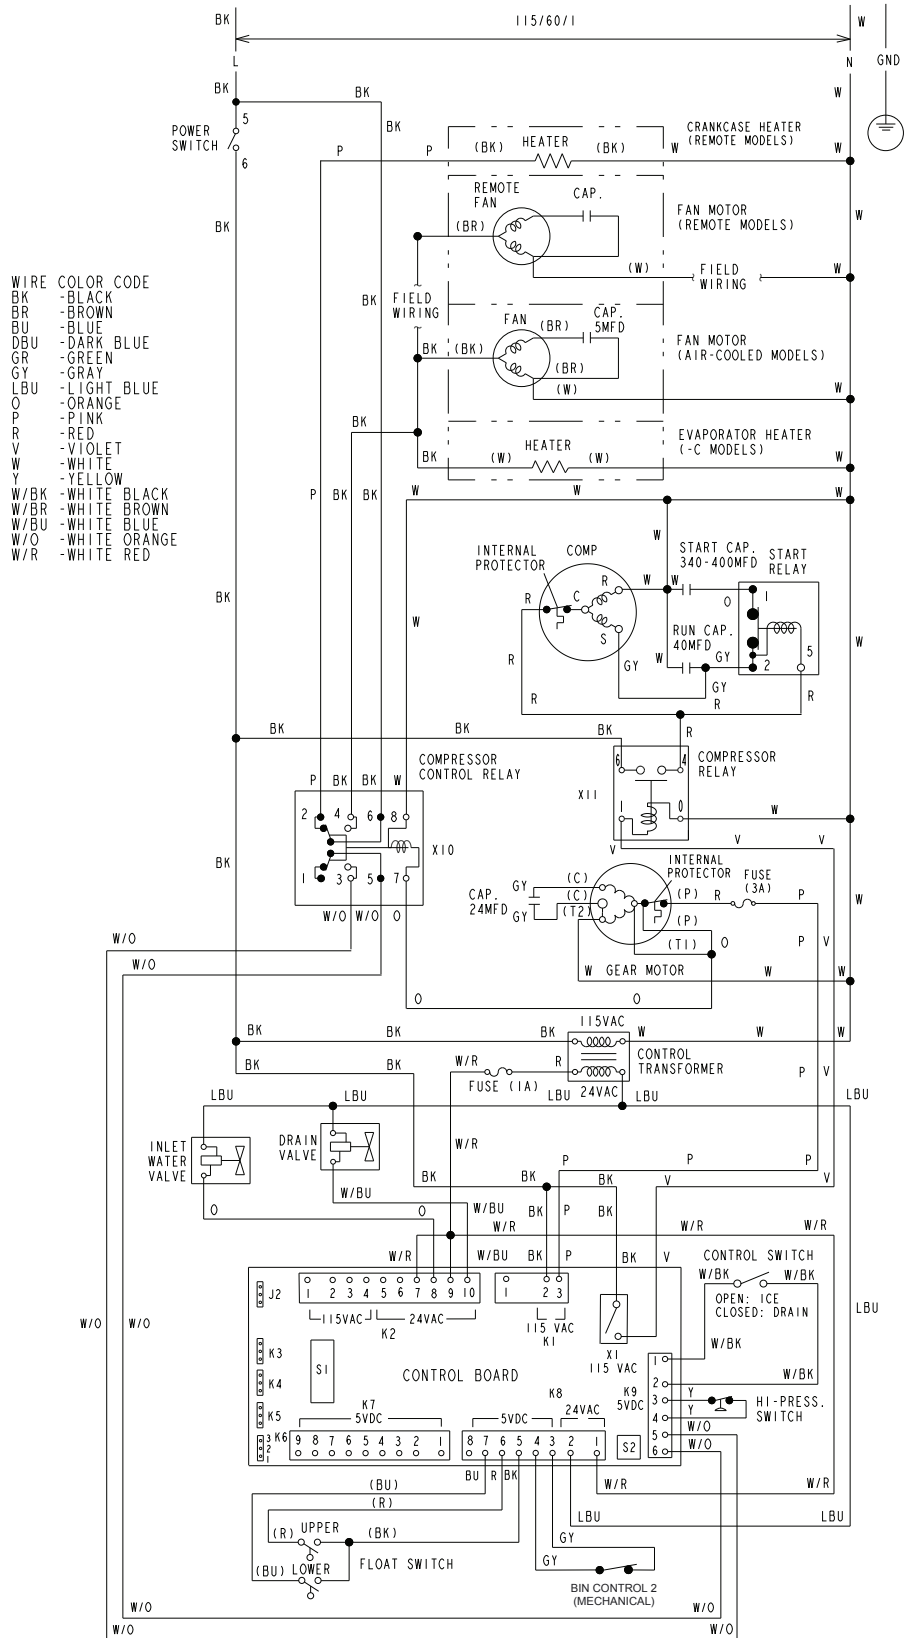 BK
115/60/1
W
L
N
GND
BK
BK
W
POWER
SWITCH
5
6
BK
P
P
(BK)
HEATER
(BK)
W
W
CRANKCASE HEATER
(REMOTE MODELS)
REMOTE
FAN
CAP.
(BR)
FAN MOTOR
(REMOTE MODELS)
W
BK
(W)
FIELD
WIRING
W
WIRE COLOR CODE
BK -BLACK
BR -BROWN
BU -BLUE
DBU -DARK BLUE
GR -GREEN
GY -GRAY
LBU -LIGHT BLUE
O -ORANGE
P -PINK
R -RED
V -VIOLET
W -WHITE
Y -YELLOW
W/BK -WHITE BLACK
W/BR -WHITE BROWN
W/BU -WHITE BLUE
W/O -WHITE ORANGE
W/R -WHITE RED
BK
FIELD
WIRING
FAN
(BR)
CAP.
5MFD
BK
(BK)
(BR)
(W)
FAN MOTOR
(AIR-COOLED MODELS)
W
BK
BK
HEATER
(W)
(W)
EVAPORATOR HEATER
(-C MODELS)
W
P
BK
BK
W
W
W
W
INTERNAL
PROTECTOR
COMP
START CAP.
340-400MFD
START
RELAY
BK
R
C
R
S
W
W
O
1
RUN CAP.
40MFD
GY
5
2
W
W
R
GY
W
GY
R
R
R
BK
BK
BK
R
6
4
COMPRESSOR
RELAY
X11
1
0
W
V
V
V
COMPRESSOR
CONTROL RELAY
P
BK
BK
W
2
4
6
8
X10
1
3
5
7
BK
W/O
W/O
O
CAP.
24MFD
GY
GY
(C)
(C)
(T2)
INTERNAL
PROTECTOR
(P)
R
FUSE
(3A)
P
(P)
(T1)
O
P
V
W
W/O
W/O
W
GEAR MOTOR
W
W
O
O
BK
BK
BK
115VAC
W
W
W
CONTROL
TRANSFORMER
BK
BK
W/R
R
FUSE (1A)
24VAC
P
V
LBU
LBU
LBU
LBU
LBU
INLET
WATER
VALVE
DRAIN
VALVE
W/R
P
P
P
BK
BK
BK
V
V
W/BU
O
O
W/BU
BK
P
BK
W/R
W/R
W/R
W/R
W/BU
BK
P
BK
V
CONTROL SWITCH
W/BK
W/BK
OPEN: ICE
CLOSED: DRAIN
LBU
J2
1 2 3 4 5 6 7 8 9 10
115VAC
24VAC
K2
1 2 3
115 VAC
K1
X1
115 VAC
W/O
W/O
K3
S1
K4
K5
K6
3
2
1
CONTROL BOARD
W/BK
W/BK
K7
5VDC
9 8 7 6 5 4 3 2 1
K8
5VDC
24VAC
8 7 6 5 4 3 2 1
S2
K9
5VDC
1
2
3
4
5
6
Y
Y
HI-PRESS.
SWITCH
W/O
W/O
BU
R
BK
W/R
W/R
(BU)
(R)
LBU
LBU
(R)
UPPER
(BK)
(BU)
LOWER
FLOAT SWITCH
GY
GY
BIN CONTROL 2
(MECHANICAL)
W/O
W/O
W/O
W/O